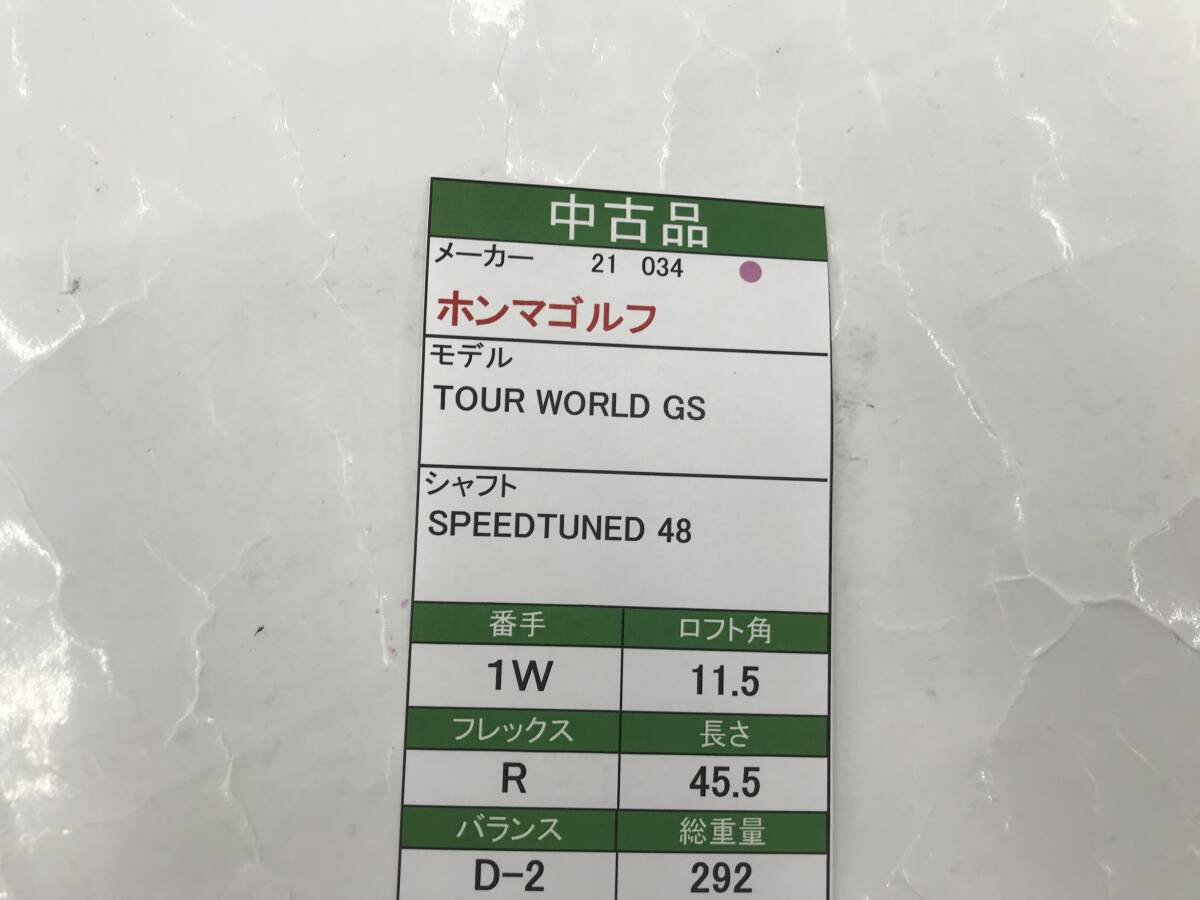 中古品
メーカー 21 034
ホンマゴルフ
モデル
TOUR WORLD GS
シャフト
SPEEDTUNED 48
番手 ロフト角
1W 11.5
フレックス 長さ
R 45.5
バランス 総重量
D-2 292